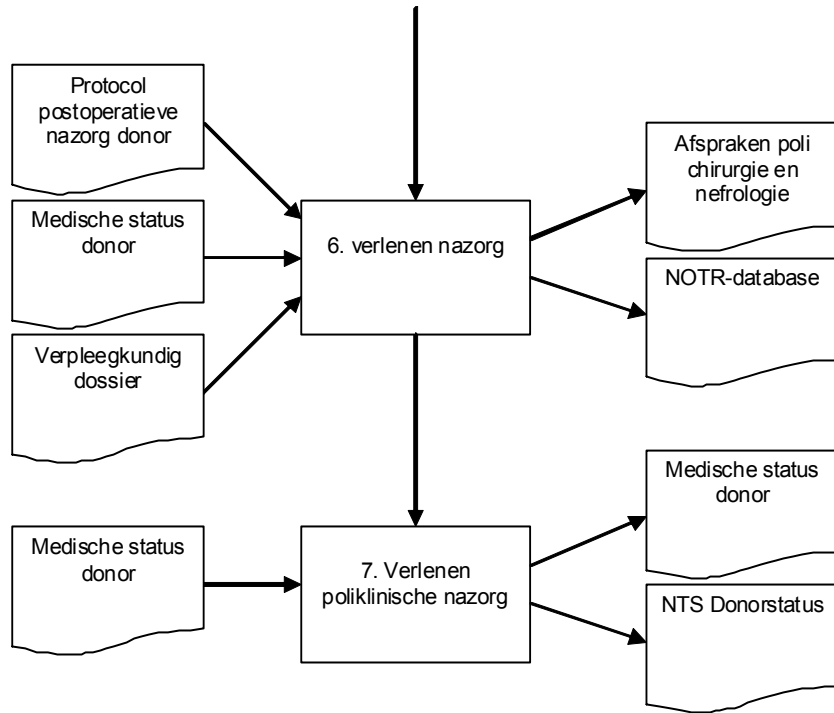 Protocol
postoperatieve
nazorg donor
Medische status
donor
Verpleegkundig
dossier
6. verlenen nazorg
Afspraken poli
chirurgie en
nefrologie
NOTR-database
Medische status
donor
7. Verlenen
poliklinische nazorg
Medische status
donor
NTS Donorstatus